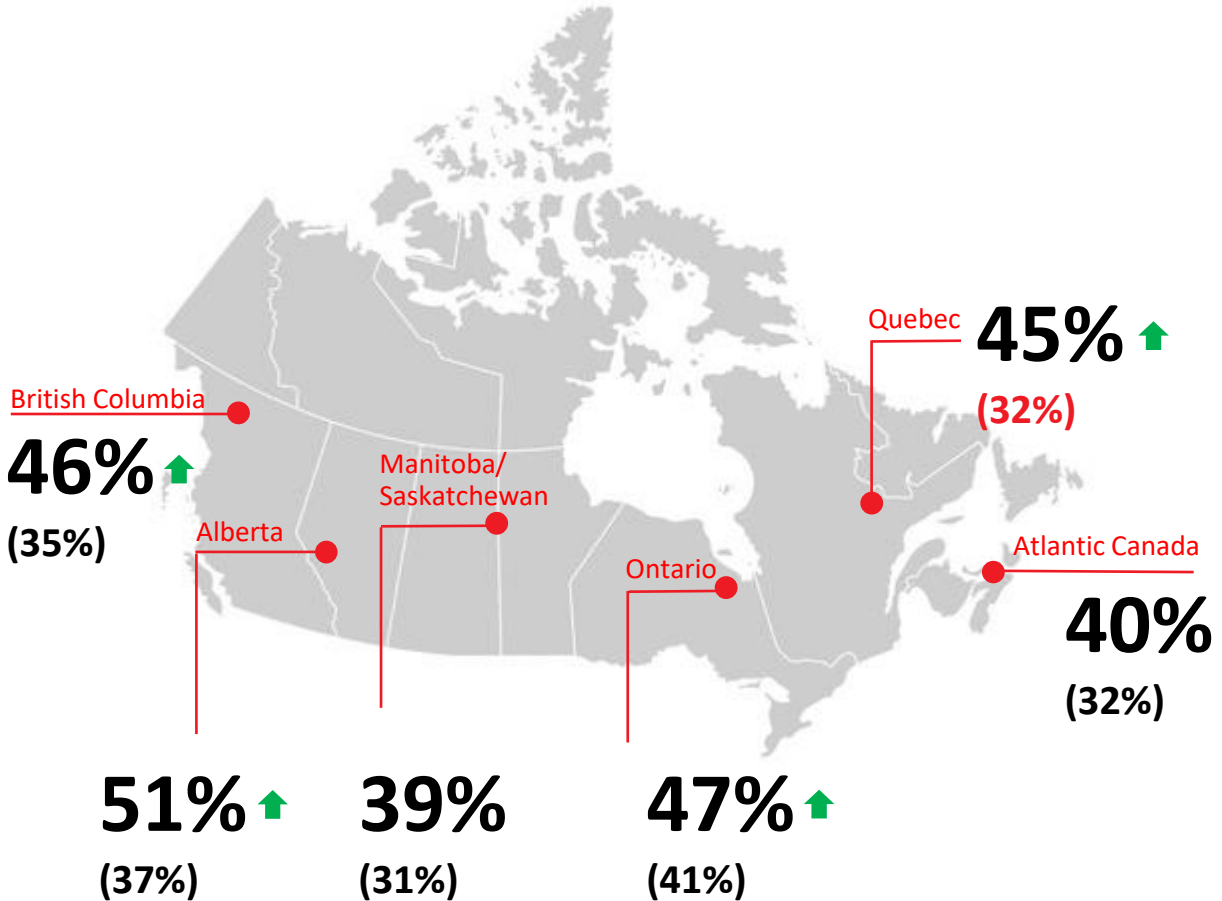 Quebec
45%
(32%)
British Columbia
46%
(35%)
Manitoba/
Saskatchewan
Alberta
Ontario
Atlantic Canada
40%
(32%)
51%
(37%)
39%
(31%)
47%
(41%)